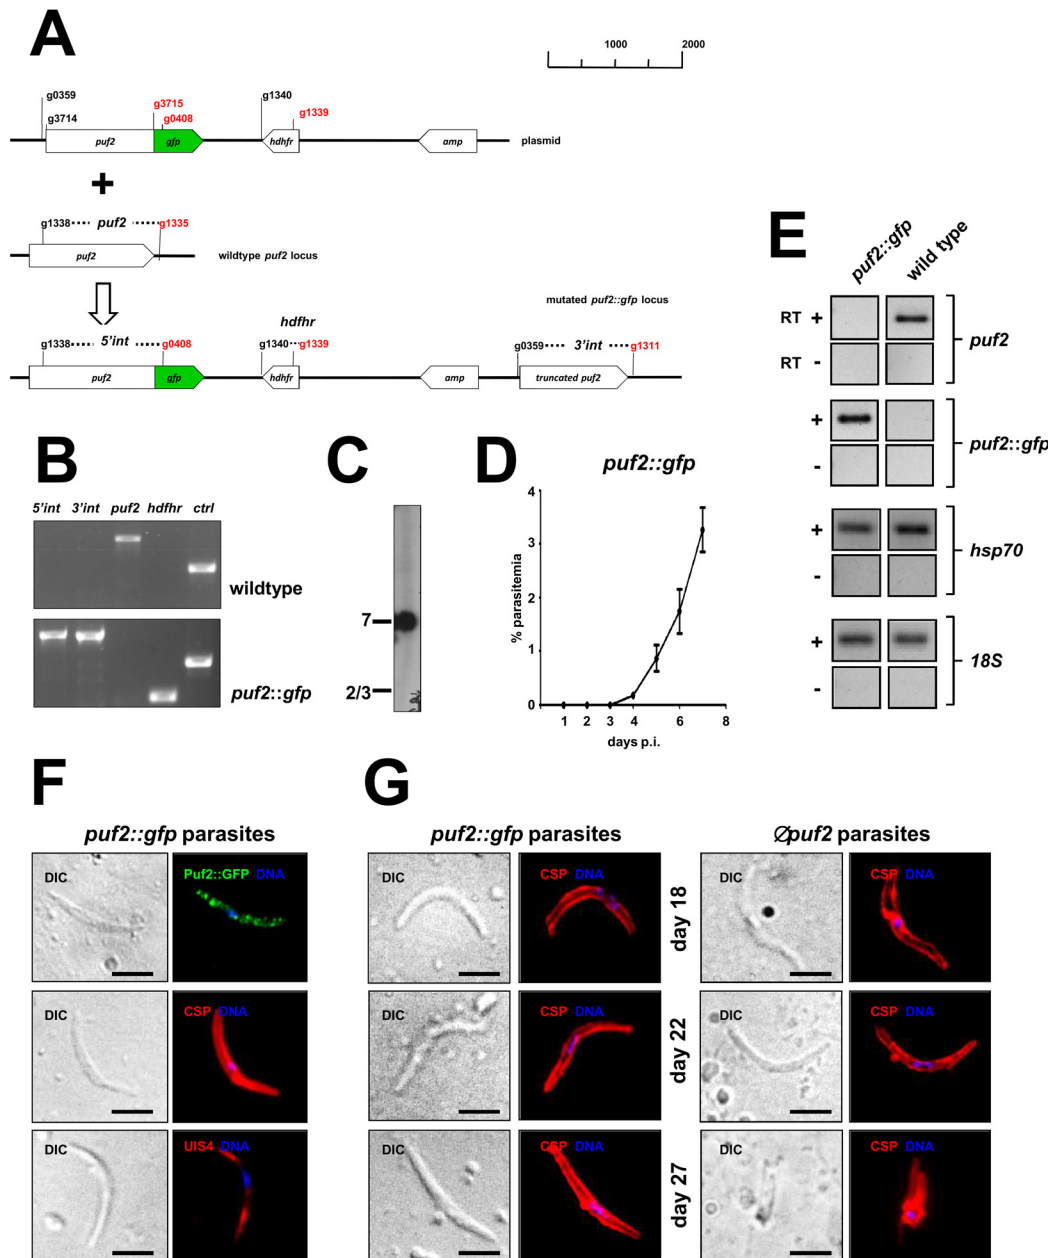 A
1000 2000
g0359 g3715 g1340
g3714 g0408 g1339
puf2 gfp hdhfr amp plasmid
+
g1338 puf2 g1335
puf2 wildtype puf2 locus
mutated puf2::gfp locus
hdfhr
g1338 5'int g0408 g1340 g1339 g0359 3'int g1311
puf2 gfp hdhfr amp truncated puf2
B
5'int 3'int puf2 hdfhr ctrl
wildtype
puf2::gfp
C
7
2/3
D
puf2::gfp
% parasitemia
4
3
2
1
0
1 2 3 4 6 8
days p.i.
E
puf2::gfp wild type
RT +
RT -
puf2
+
-
puf2::gfp
+
-
hsp70
+
-
18S
F
puf2::gfp parasites
DIC Puf2::GFP DNA
DIC CSP DNA
DIC UIS4 DNA
G
puf2::gfp parasites ∅puf2 parasites
DIC CSP DNA day 18 DIC CSP DNA
DIC CSP DNA day 22 DIC CSP DNA
DIC CSP DNA day 27 DIC CSP DNA